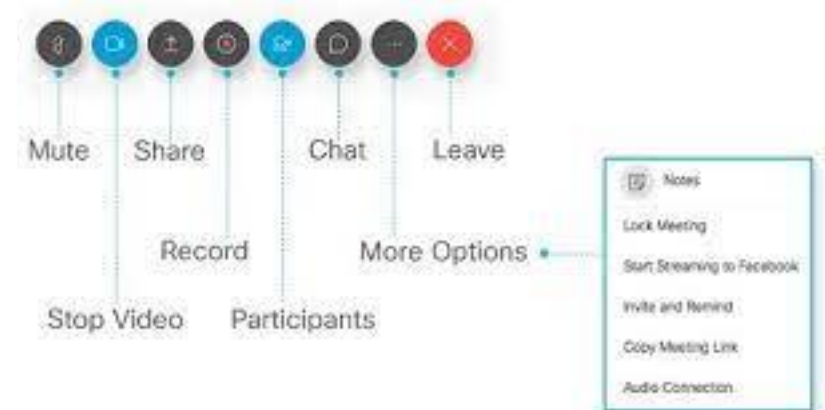 Mute Share Chat Leave
Record More Options
Stop Video Participants
Notes
Lock Meeting
Start Streaming to Facebook
Invite and Remind
Copy Meeting Link
Audio Connection